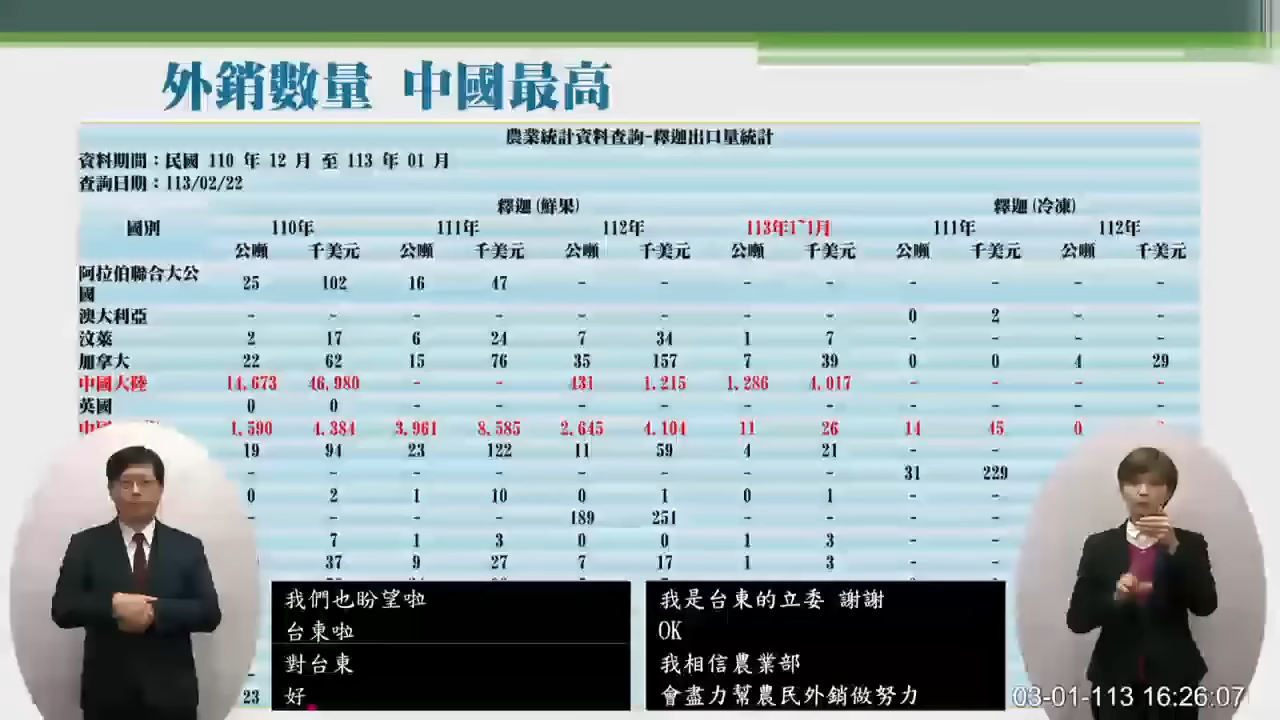 外銷數量 中國最高
農業統計資料查詢-釋迦出口量統計
資料期間：民國 110 年 12 月 至 113 年 01 月
查詢日期：113/02/22
釋迦(鮮果) 釋迦(冷凍)
國別 110年 111年 112年 113年1~1月 111年 112年
公噸 千美元 公噸 千美元 公噸 千美元 公噸 千美元 公噸 千美元 公噸 千美元
阿拉伯聯合大公國 25 102 16 47 - - - - - - - -
澳大利亞 - - - - - - - - 0 2 - -
汶萊 2 17 6 24 7 34 1 7 - - - -
加拿大 22 62 15 76 35 157 7 39 0 0 4 29
中國大陸 14,673 46,980 - - 431 1,215 1,286 4,017 - - - -
英國 0 0 - - - - - - - - - -
中國 1,590 4,384 3,961 8,585 2,645 4,104 11 26 14 45 0
19 94 23 122 11 59 4 21 - -
- - - - - - - - 31 229
0 2 1 10 0 1 0 1 - -
- - - - 189 251 - - - -
7 1 3 0 0 1 3 - -
37 9 27 7 17 1 3 - -
23
我們也盼望啦
台東啦
對台東
好
我是台東的立委 謝謝
OK
我相信農業部
會盡力幫農民外銷做努力
03-01-113 16:26:07